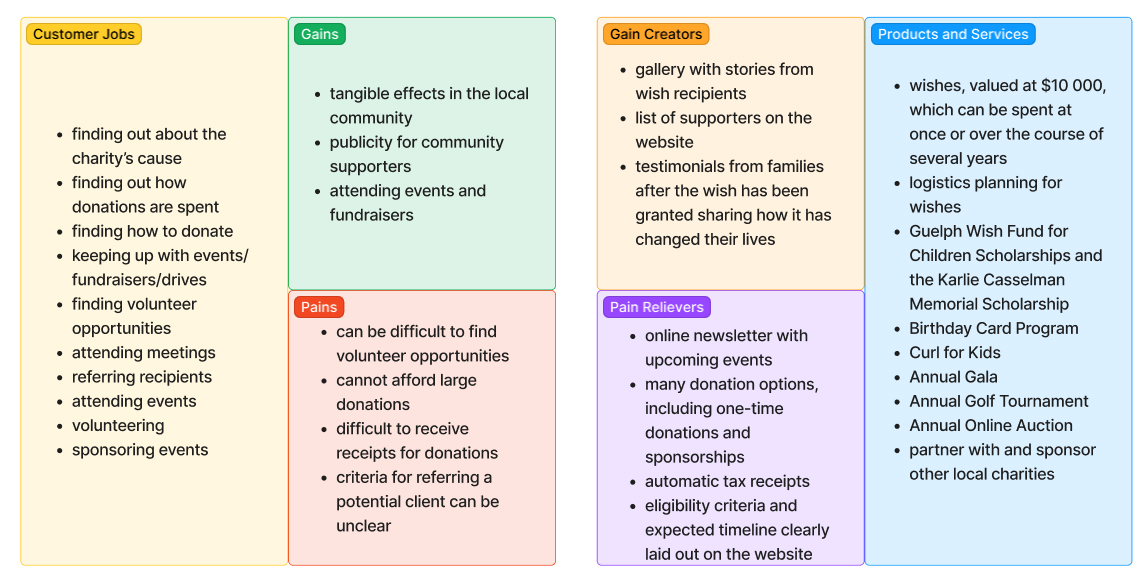 Customer Jobs
• finding out about the
charity’s cause
• finding out how
donations are spent
• finding how to donate
• keeping up with events/
fundraisers/drives
• finding volunteer
opportunities
• attending meetings
• referring recipients
• attending events
• volunteering
• sponsoring events
Gains
• tangible effects in the local
community
• publicity for community
supporters
• attending events and
fundraisers
Pains
• can be difficult to find
volunteer opportunities
• cannot afford large
donations
• difficult to receive
receipts for donations
• criteria for referring a
potential client can be
unclear
Gain Creators
• gallery with stories from
wish recipients
• list of supporters on the
website
• testimonials from families
after the wish has been
granted sharing how it has
changed their lives
Pain Relievers
• online newsletter with
upcoming events
• many donation options,
including one-time
donations and
sponsorships
• automatic tax receipts
• eligibility criteria and
expected timeline clearly
laid out on the website
Products and Services
• wishes, valued at $10 000,
which can be spent at
once or over the course of
several years
• logistics planning for
wishes
• Guelph Wish Fund for
Children Scholarships and
the Karlie Casselman
Memorial Scholarship
• Birthday Card Program
• Curl for Kids
• Annual Gala
• Annual Golf Tournament
• Annual Online Auction
• partner with and sponsor
other local charities